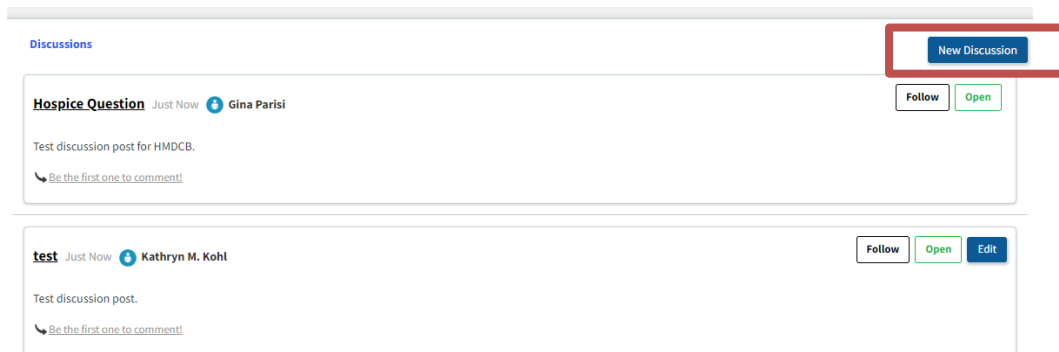 Discussions
New Discussion
Hospice Question Just Now Gina Parisi
Follow Open
Test discussion post for HMDCB.
Be the first one to comment!
test Just Now Kathryn M. Kohl
Follow Open Edit
Test discussion post.
Be the first one to comment!